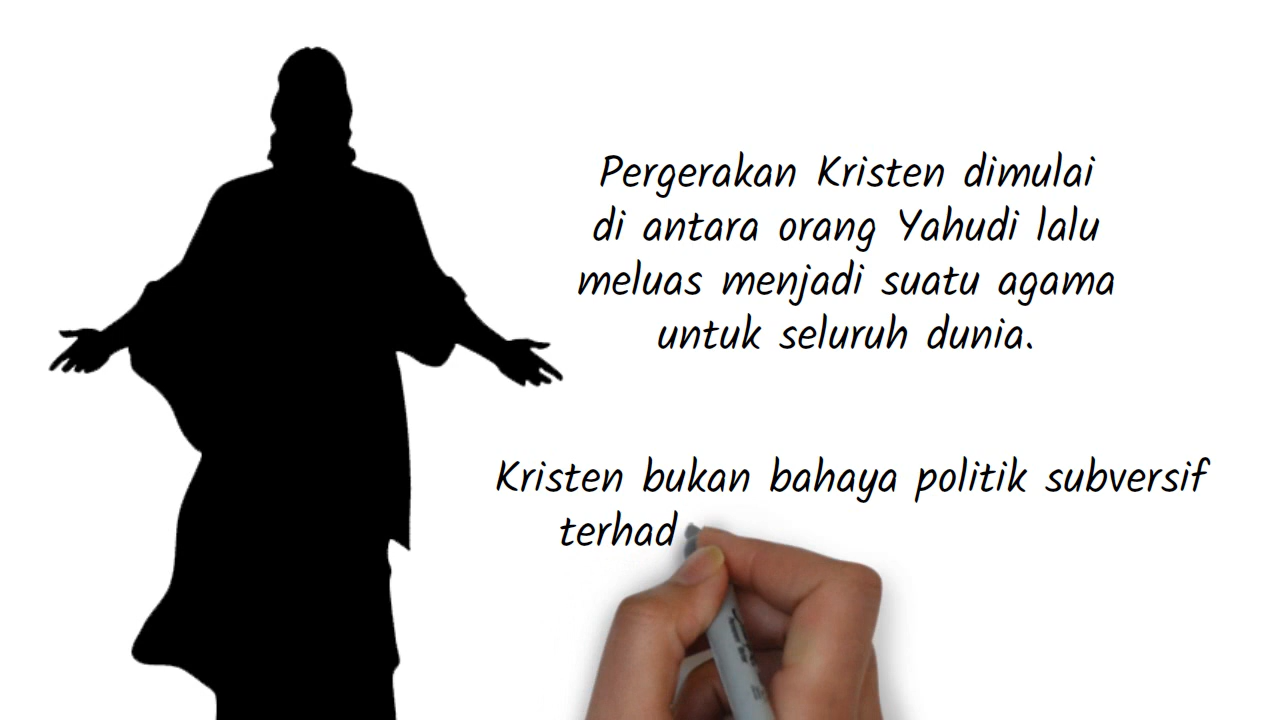 Pergerakan Kristen dimulai
di antara orang Yahudi lalu
meluas menjadi suatu agama
untuk seluruh dunia.
Kristen bukan bahaya politik subversif
terhad